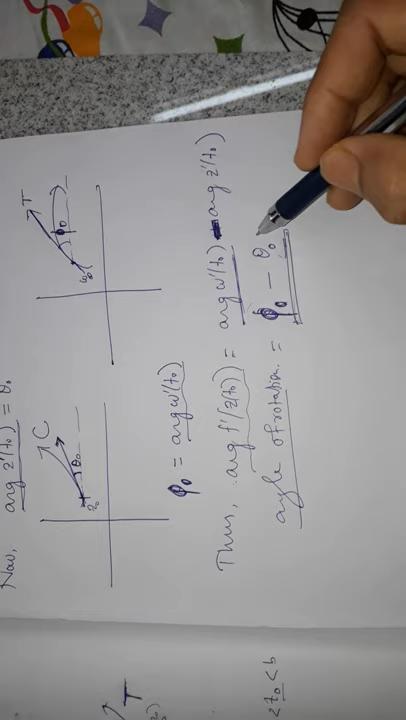 Now, arg z'(t₀) = θ₀
C
θ₀
z₀
T
φ₀
w₀
φ₀ = arg w'(t₀)
Thus, arg f'(z(t₀)) = arg w'(t₀) - arg z'(t₀)
angle of rotation = φ₀ - θ₀
T
< t₀ < b